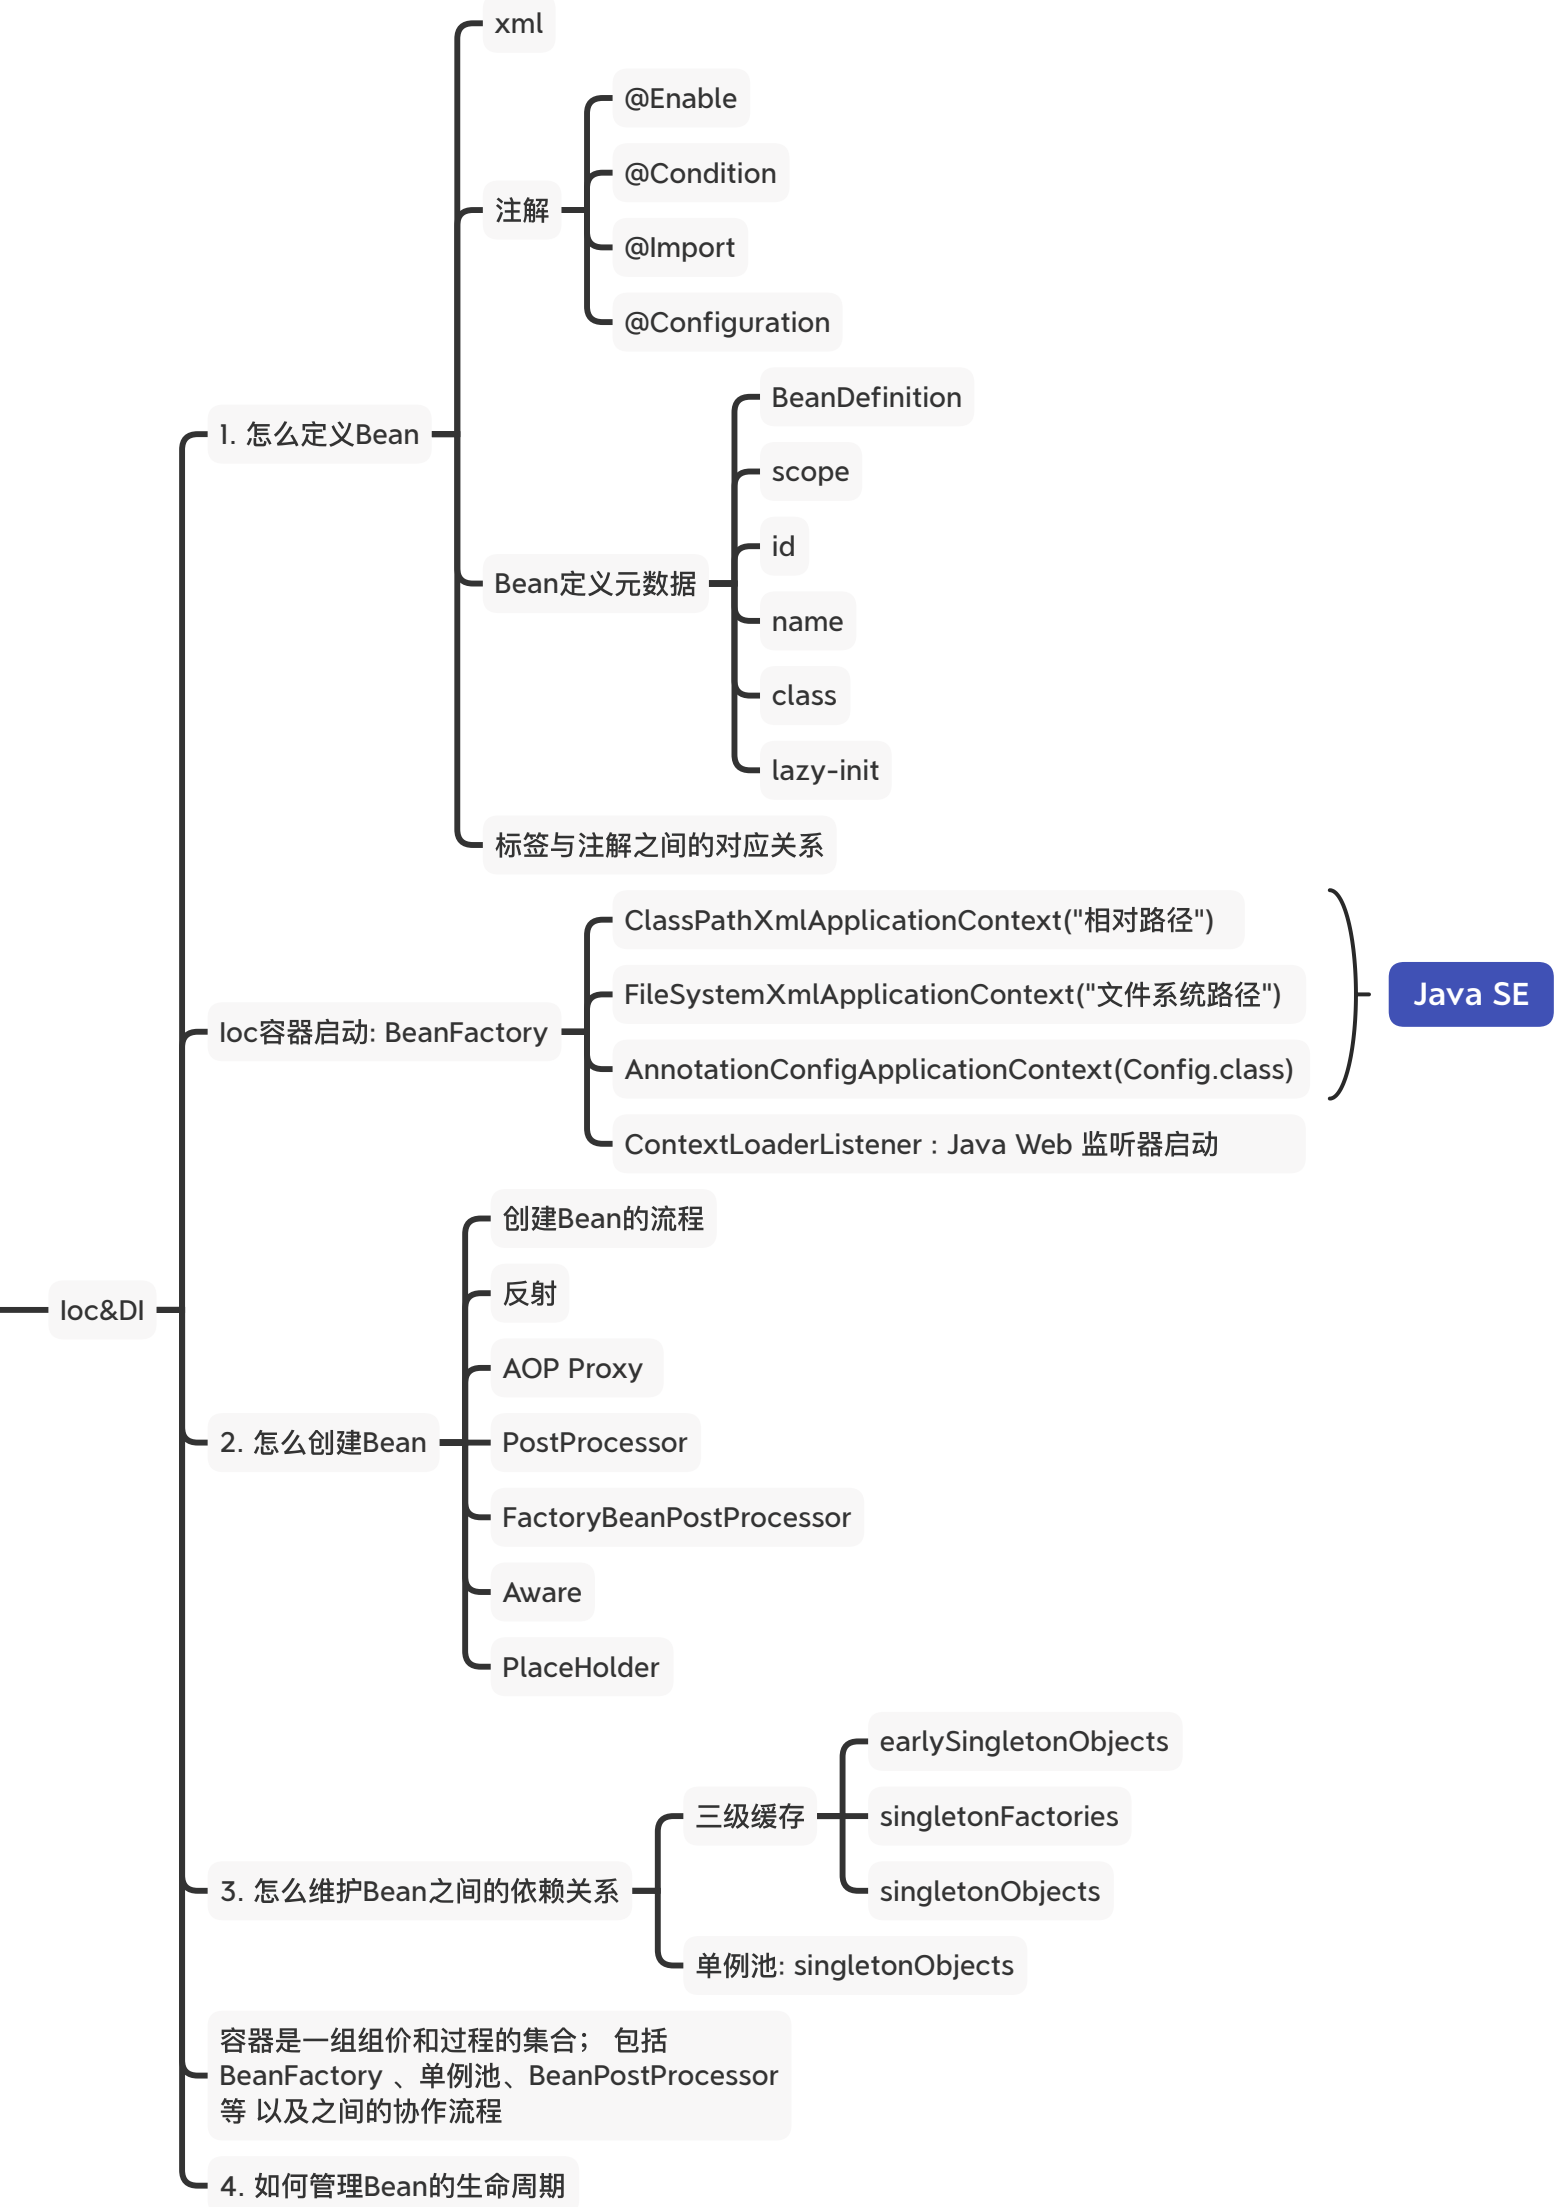 xml
@Enable
@Condition
注解
@Import
@Configuration
BeanDefinition
scope
1. 怎么定义Bean
id
Bean定义元数据
name
class
lazy-init
标签与注解之间的对应关系
ClassPathXmlApplicationContext("相对路径")
FileSystemXmlApplicationContext("文件系统路径")
Java SE
Ioc容器启动: BeanFactory
AnnotationConfigApplicationContext(Config.class)
ContextLoaderListener : Java Web 监听器启动
创建Bean的流程
反射
Ioc&DI
AOP Proxy
2. 怎么创建Bean
PostProcessor
FactoryBeanPostProcessor
Aware
PlaceHolder
earlySingletonObjects
三级缓存
singletonFactories
3. 怎么维护Bean之间的依赖关系
singletonObjects
单例池: singletonObjects
容器是一组组价和过程的集合； 包括
BeanFactory 、单例池、BeanPostProcessor
等 以及之间的协作流程
4. 如何管理Bean的生命周期